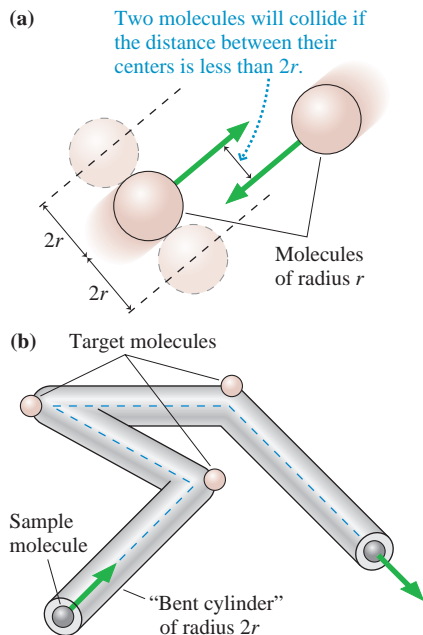 (a)
Two molecules will collide if
the distance between their
centers is less than 2r.
2r
2r
Molecules
of radius r
(b)
Target molecules
Sample
molecule
“Bent cylinder”
of radius 2r